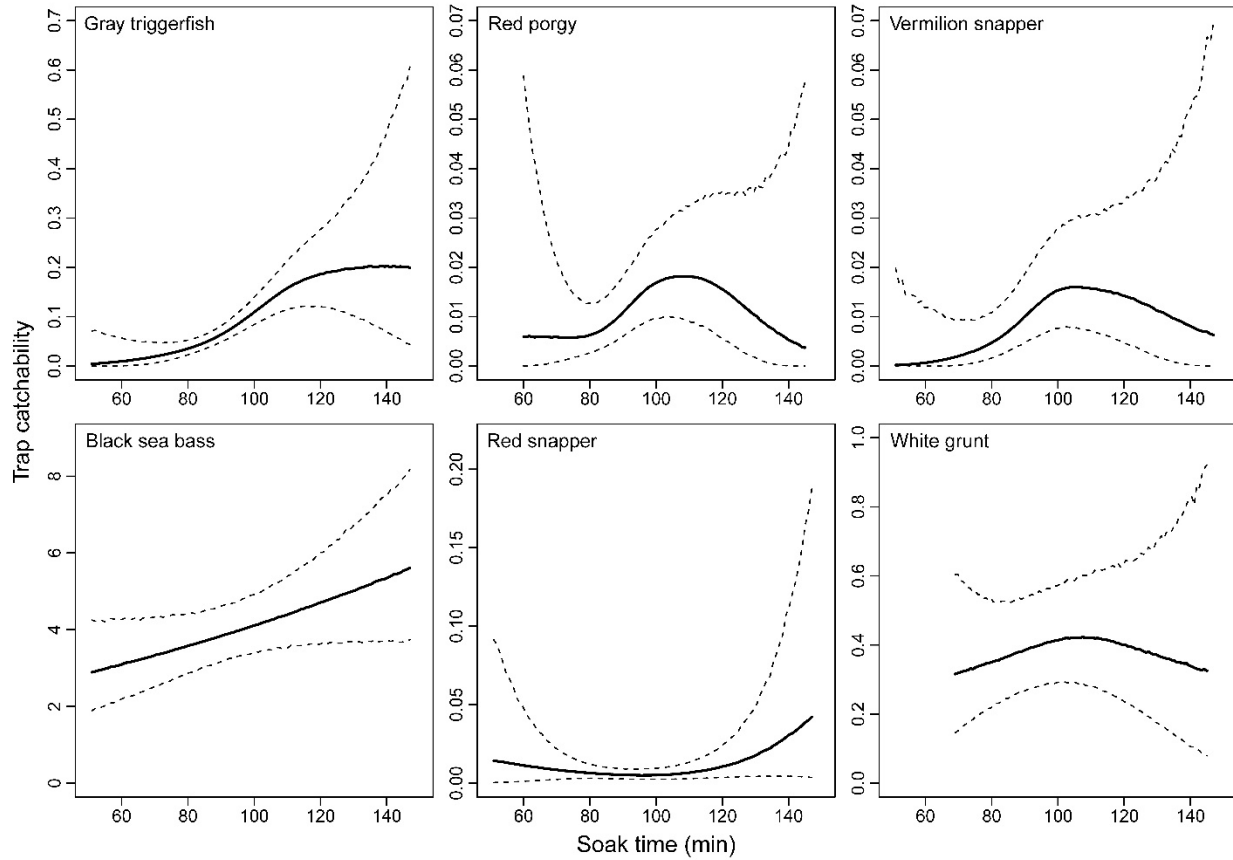 Gray triggerfish
0.0 0.1 0.2 0.3 0.4 0.5 0.6 0.7
60 80 100 120 140
Red porgy
0.00 0.01 0.02 0.03 0.04 0.05 0.06 0.07
60 80 100 120 140
Vermilion snapper
0.00 0.01 0.02 0.03 0.04 0.05 0.06 0.07
60 80 100 120 140
Trap catchability
Black sea bass
0 2 4 6 8
60 80 100 120 140
Red snapper
0.00 0.05 0.10 0.15 0.20
60 80 100 120 140
White grunt
0.0 0.2 0.4 0.6 0.8 1.0
60 80 100 120 140
Soak time (min)